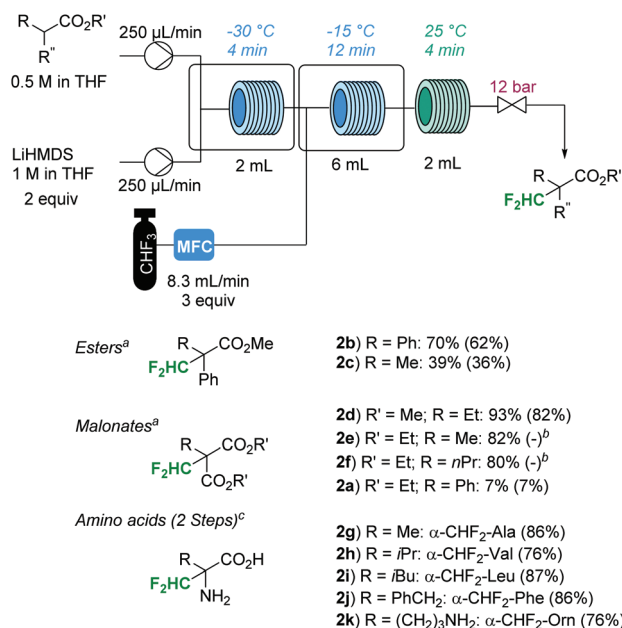 R CO₂R'
R"
0.5 M in THF
250 µL/min
-30 °C
4 min
-15 °C
12 min
25 °C
4 min
12 bar
2 mL
6 mL
2 mL
LiHMDS
1 M in THF
2 equiv
250 µL/min
CHF₃
MFC
8.3 mL/min
3 equiv
R CO₂R'
F₂HC R"
Estersᵃ
R CO₂Me
F₂HC
Ph
2b) R = Ph: 70% (62%)
2c) R = Me: 39% (36%)
Malonatesᵃ
R CO₂R'
F₂HC
CO₂R'
2d) R' = Me; R = Et: 93% (82%)
2e) R' = Et; R = Me: 82% (-)ᵇ
2f) R' = Et; R = nPr: 80% (-)ᵇ
2a) R' = Et; R = Ph: 7% (7%)
Amino acids (2 Steps)ᶜ
R CO₂H
F₂HC
NH₂
2g) R = Me: α-CHF₂-Ala (86%)
2h) R = iPr: α-CHF₂-Val (76%)
2i) R = iBu: α-CHF₂-Leu (87%)
2j) R = PhCH₂: α-CHF₂-Phe (86%)
2k) R = (CH₂)₃NH₂: α-CHF₂-Orn (76%)